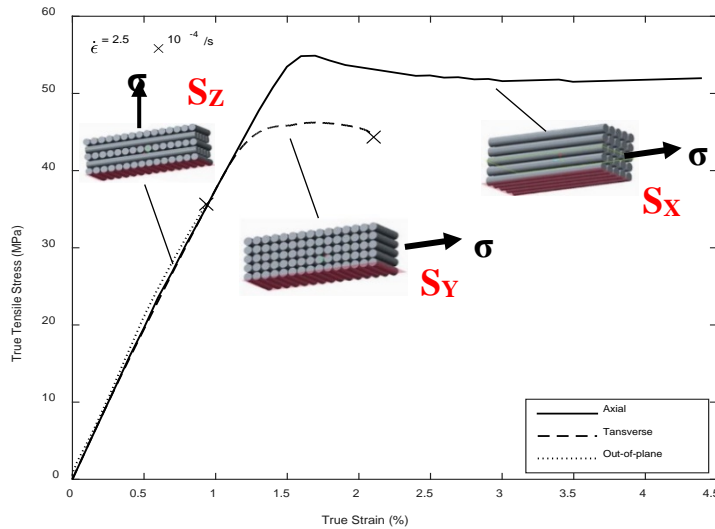 60
50
40
30
20
10
0
True Tensile Stress (MPa)
ϵ̇ = 2.5 × 10 -4 /s
σ
SZ
σ
SX
σ
SY
Axial
Tansverse
Out-of-plane
0 0.5 1 1.5 2 2.5 3 3.5 4 4.5
True Strain (%)